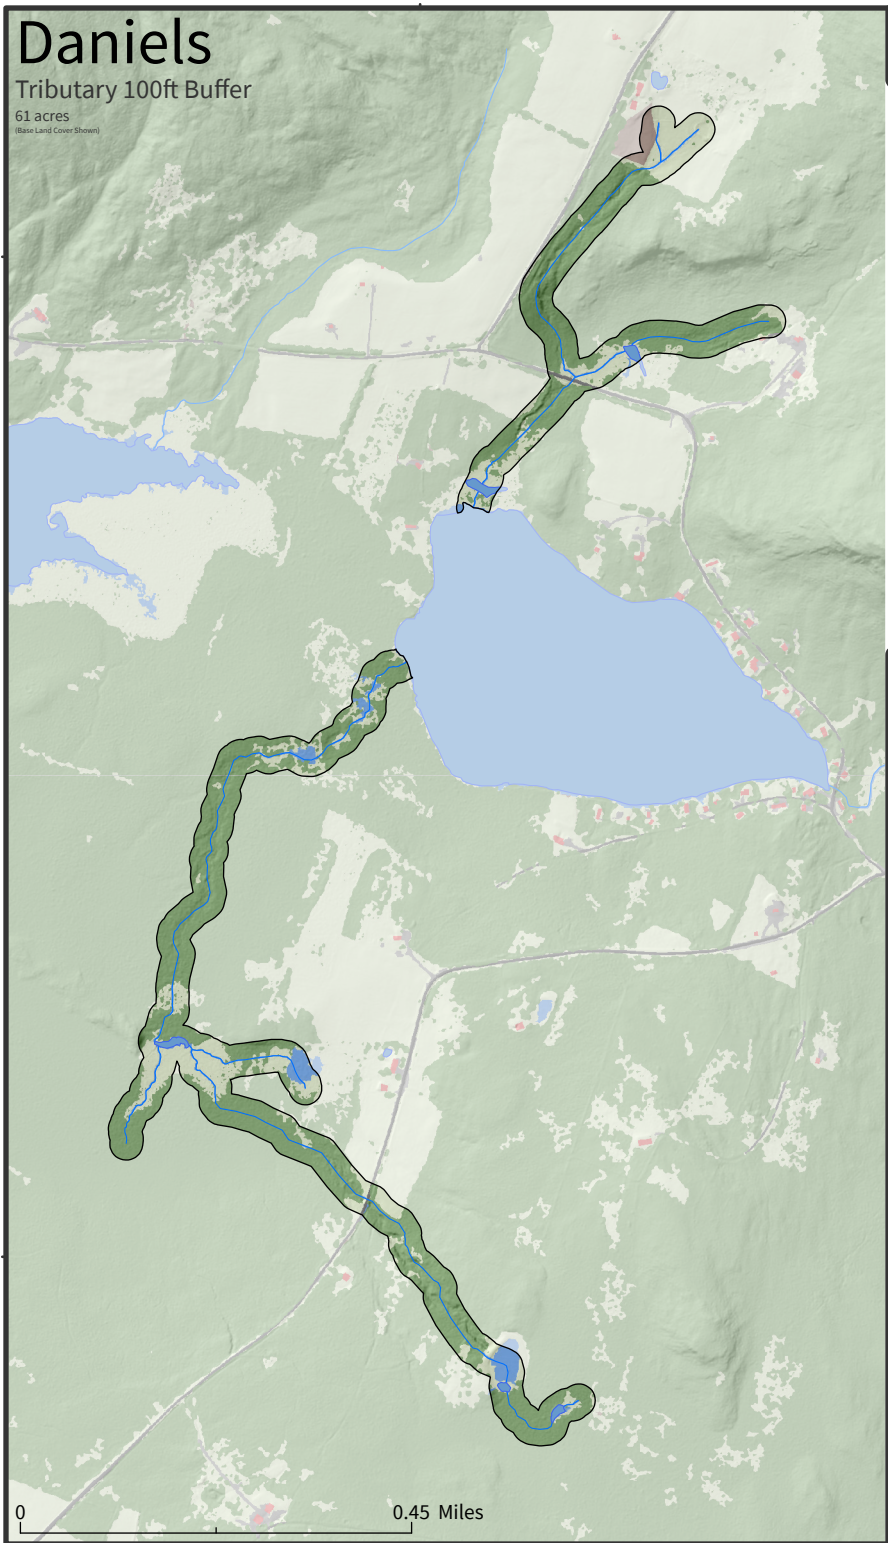 Daniels
Tributary 100ft Buffer
61 acres
(Base Land Cover Shown)
0 0.45 Miles